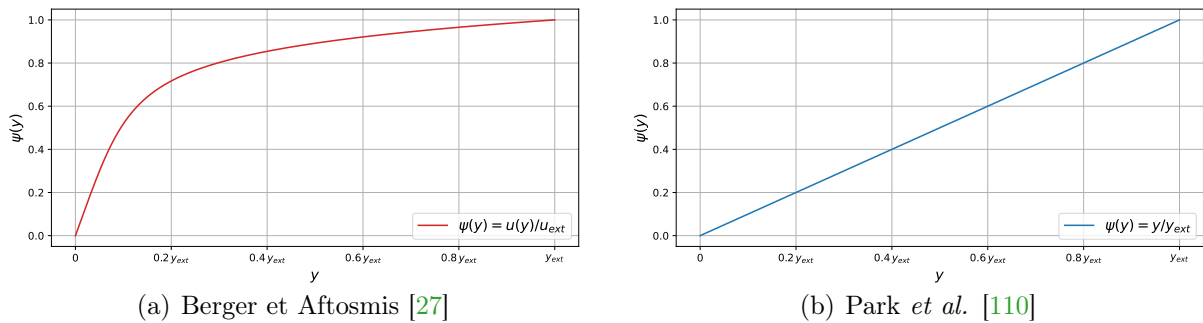 1.0
0.8
0.6
0.4
0.2
0.0
ψ(y)
ψ(y) = u(y)/u_ext
0
0.2 y_ext
0.4 y_ext
0.6 y_ext
0.8 y_ext
y_ext
y
(a) Berger et Aftosmis [27]
1.0
0.8
0.6
0.4
0.2
0.0
ψ(y)
ψ(y) = y/y_ext
0
0.2 y_ext
0.4 y_ext
0.6 y_ext
0.8 y_ext
y_ext
y
(b) Park et al. [110]